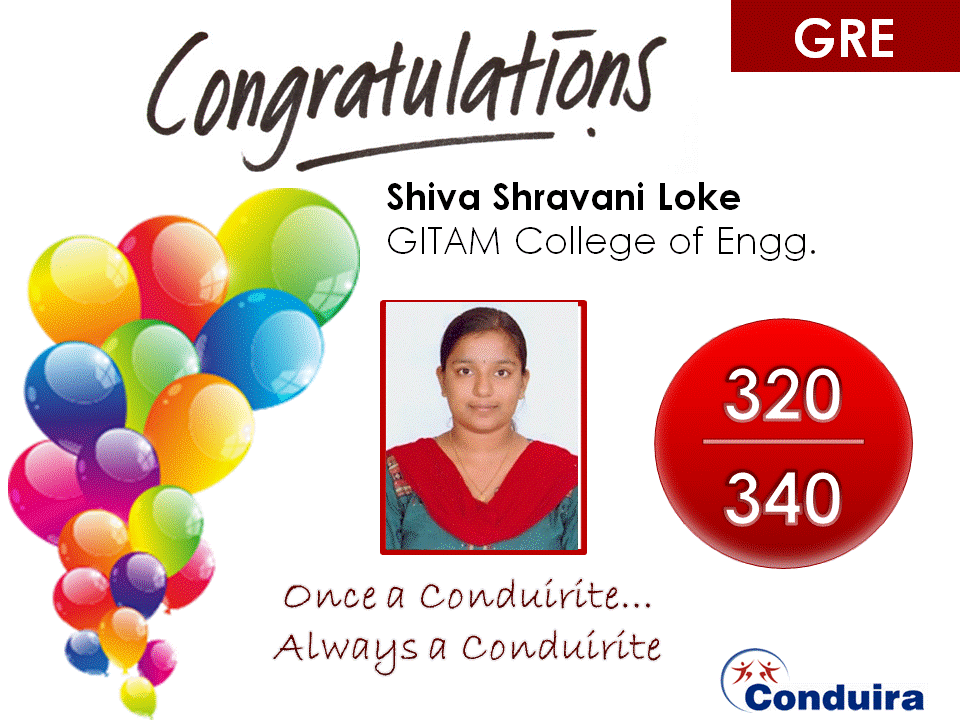 Congratulations
GRE
Shiva Shravani Loke
GITAM College of Engg.
320
340
Once a Conduirite...
Always a Conduirite
Conduira